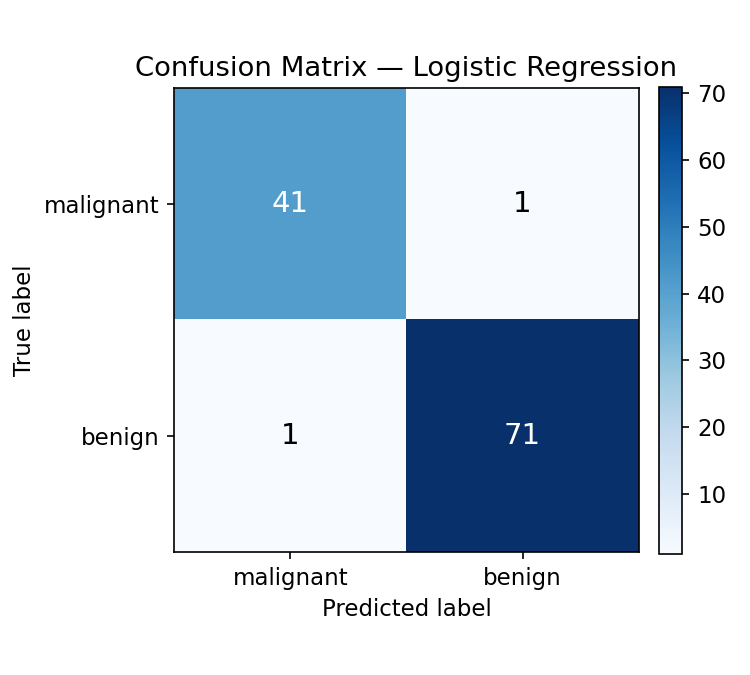 Confusion Matrix — Logistic Regression
malignant
41
1
benign
1
71
True label
malignant
benign
Predicted label
70
60
50
40
30
20
10